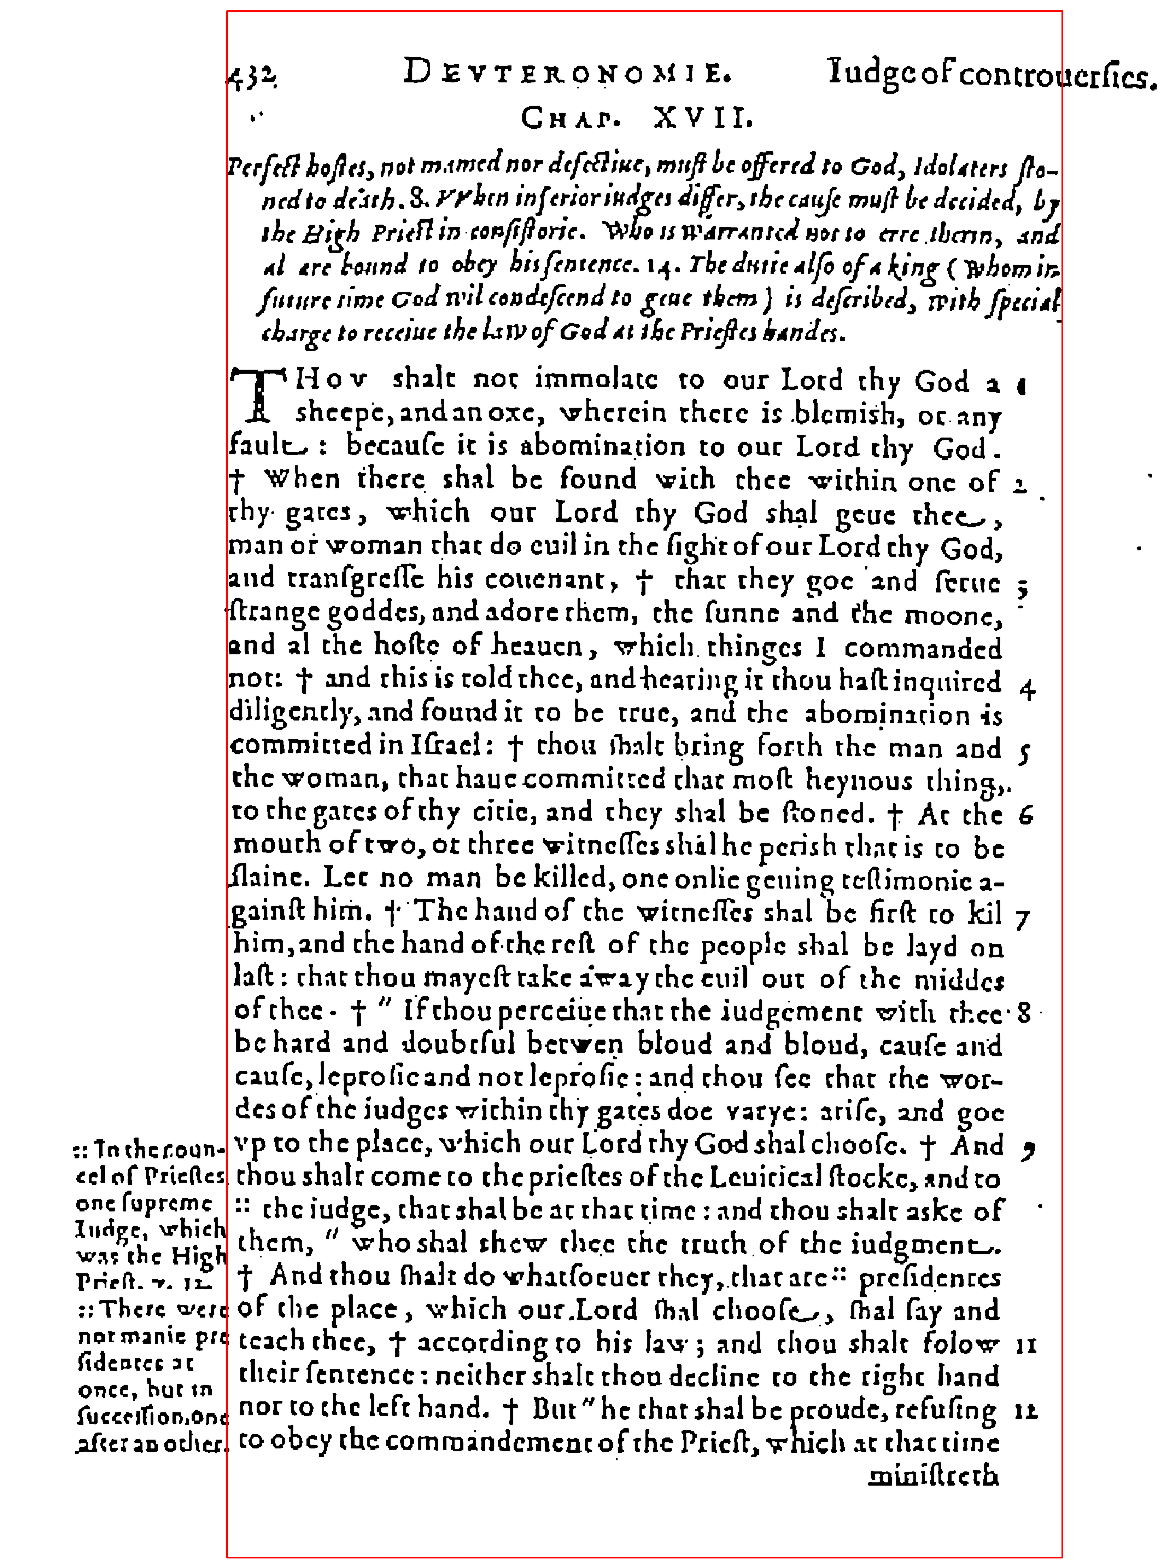 432 DEVTERONOMIE. Iudge of controuersies.
CHAP. XVII.
Perfect hostes, not mamed nor defectiue, must be offered to God, Idolaters sto-
ned to death. 8. VVhen inferior iudges differ, the cause must be decided, by
the High Priest in consistorie. Who is warranted not to erre therin, and
al are bound to obey his sentence. 14. The dutie also of a king (whom in
future time God wil condescend to geue them) is described, with special
charge to receiue the law of God at the Priestes handes.
THOV shalt not immolate to our Lord thy God a 1
sheepe, and an oxe, wherein there is blemish, or any
fault: because it is abomination to our Lord thy God.
† When there shal be found with thee within one of 2
thy gates, which our Lord thy God shal geue thee,
man or woman that do euil in the sight of our Lord thy God,
and transgresse his couenant, † that they goe and serue 3
strange goddes, and adore them, the sunne and the moone,
and al the hoste of heauen, which thinges I commanded
not: † and this is told thee, and hearing it thou hast inquired 4
diligently, and found it to be true, and the abomination is
committed in Israel: † thou shalt bring forth the man and 5
the woman, that haue committed that most heynous thing,
to the gates of thy citie, and they shal be stoned. † At the 6
mouth of two, or three witnesses shal he perish that is to be
slaine. Let no man be killed, one onlie geuing testimonie a-
gainst him. † The hand of the witnesses shal be first to kil 7
him, and the hand of the rest of the people shal be layd on
last: that thou mayest take away the euil out of the middes
of thee. † " If thou perceiue that the iudgement with thee 8
be hard and doubtful betwen bloud and bloud, cause and
cause, leprosie and not leprosie: and thou see that the wor-
des of the iudges within thy gates doe varye: arise, and goe
vp to the place, which our Lord thy God shal choose. † And 9
thou shalt come to the priestes of the Leuitical stocke, and to
:: the iudge, that shal be at that time: and thou shalt aske of
them, " who shal shew thee the truth of the iudgment.
† And thou shalt do whatsoeuer they, that are :: presidentes
of the place, which our Lord shal choose, shal say and
teach thee, † according to his law; and thou shalt folow 11
their sentence: neither shalt thou decline to the right hand
nor to the left hand. † But " he that shal be proude, refusing 12
to obey the commandement of the Priest, which at that time
ministreth
:: In the coun-
cel of Priestes
one supreme
Iudge, which
was the High
Priest. v. 12.
:: There were
not manie pre
sidentes at
once, but in
succession, one
after an other.